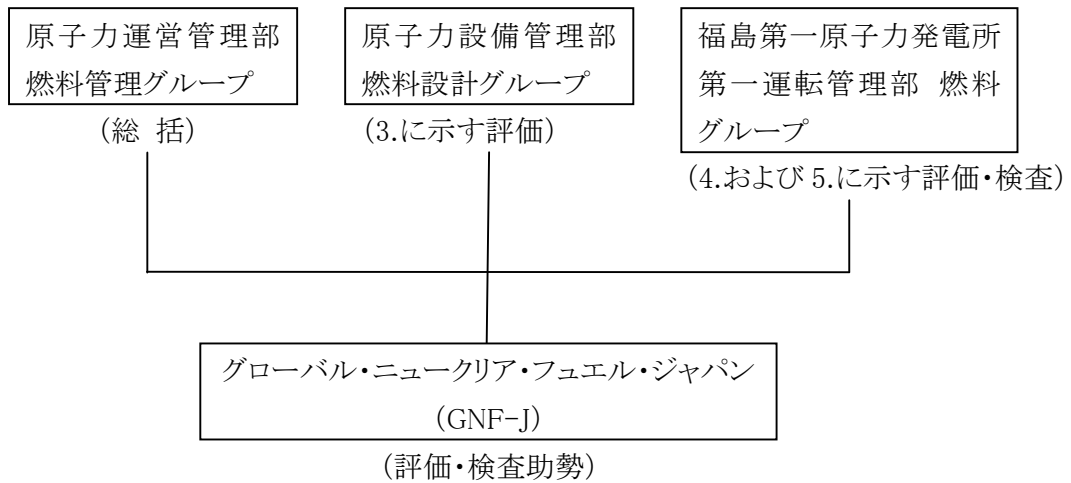 原子力運営管理部
燃料管理グループ
(総 括)
原子力設備管理部
燃料設計グループ
(3.に示す評価)
福島第一原子力発電所
第一運転管理部 燃料
グループ
(4.および 5.に示す評価・検査)
グローバル・ニュークリア・フュエル・ジャパン
(GNF-J)
(評価・検査助勢)